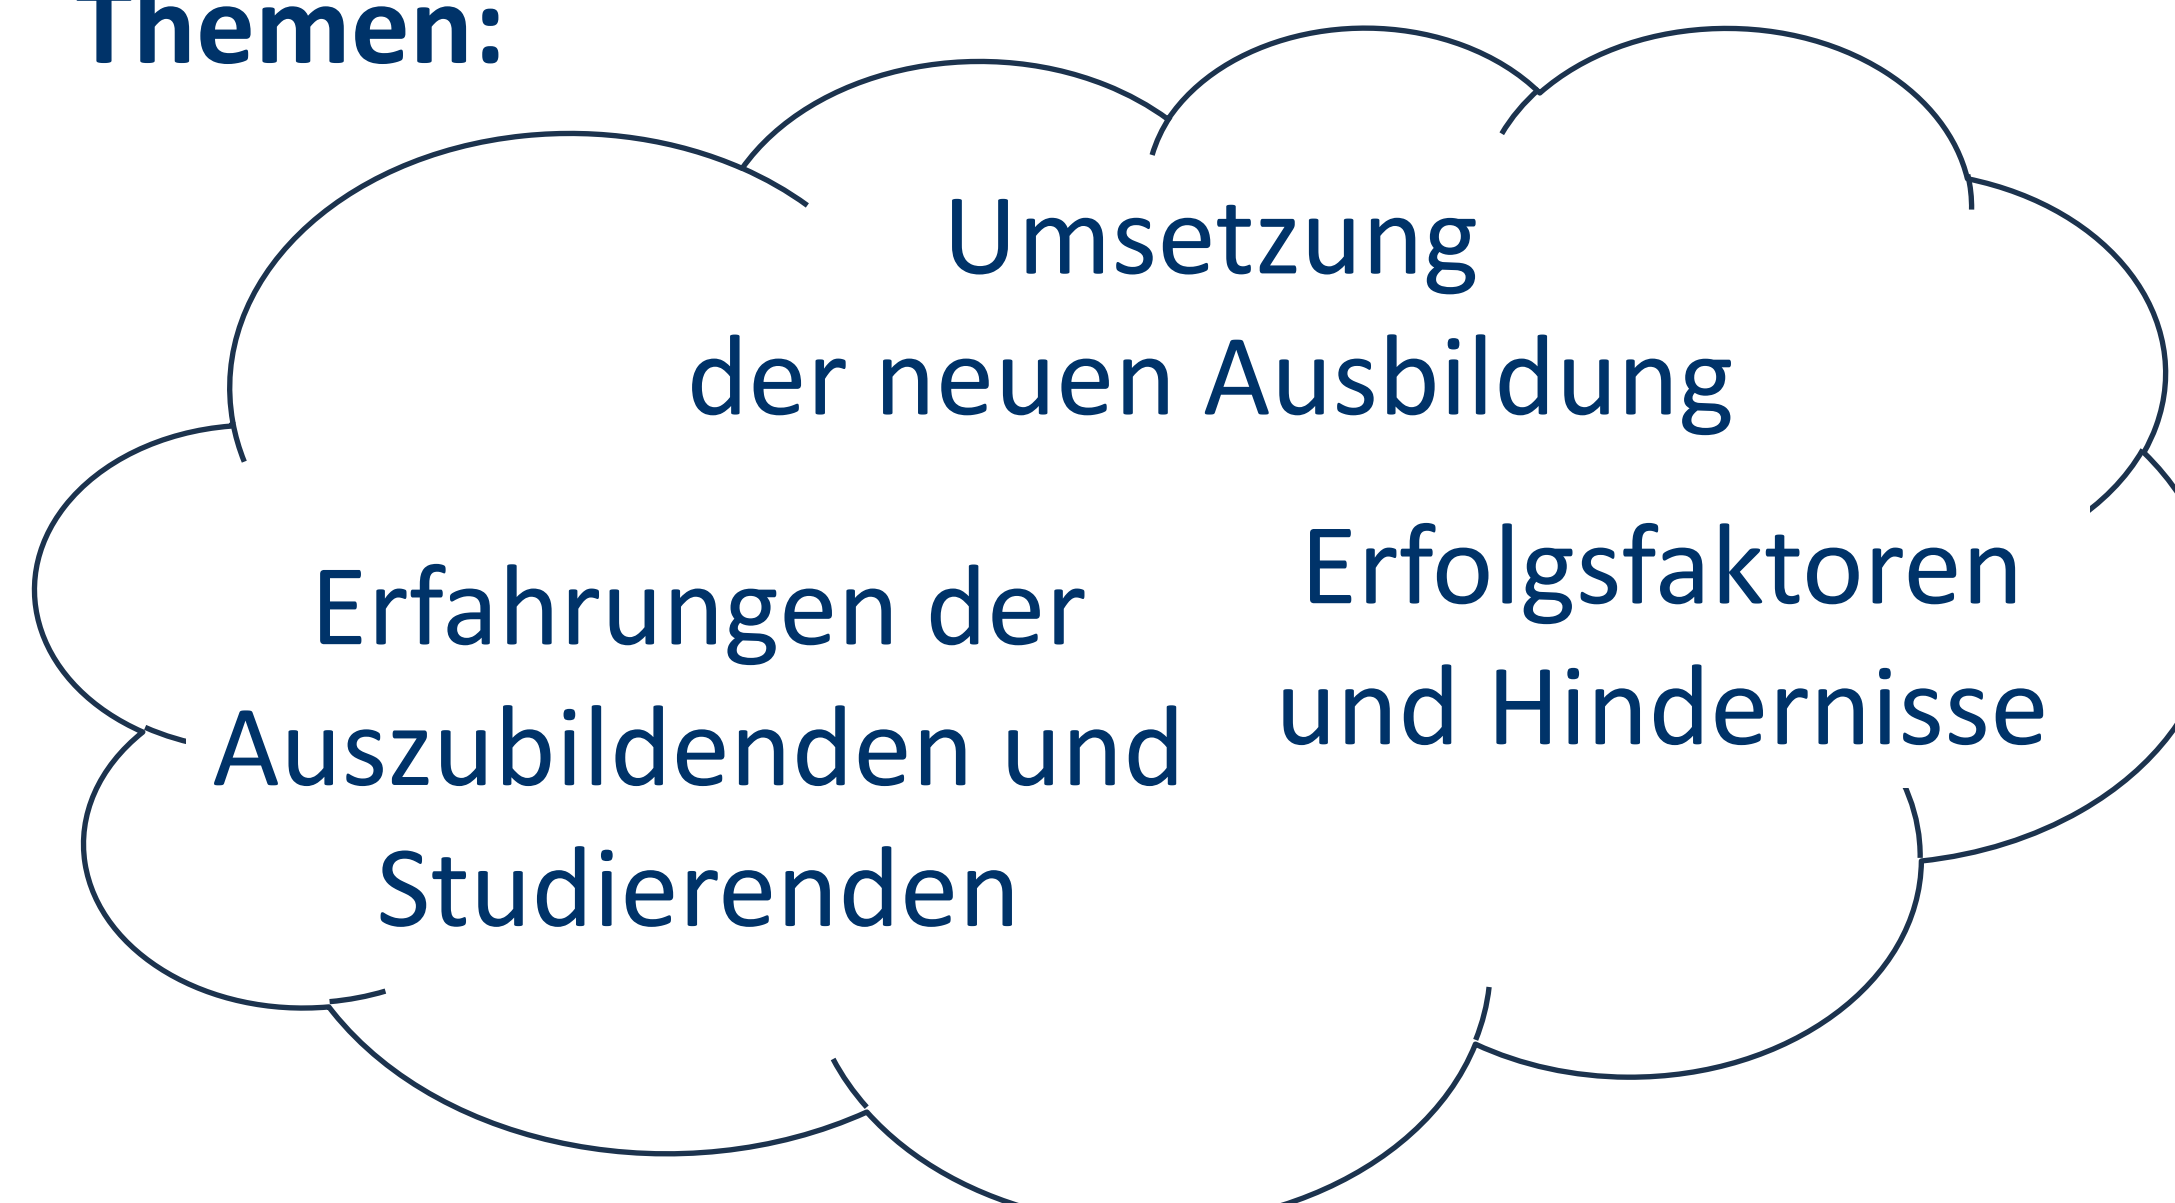 Themen:
Umsetzung
der neuen Ausbildung
Erfahrungen der
Auszubildenden und
Studierenden
Erfolgsfaktoren
und Hindernisse